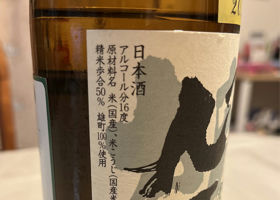 日本酒
アルコール分16度
原材料名 米(国産)、米こうじ(国産米
精米歩合50% 雄町100%使用